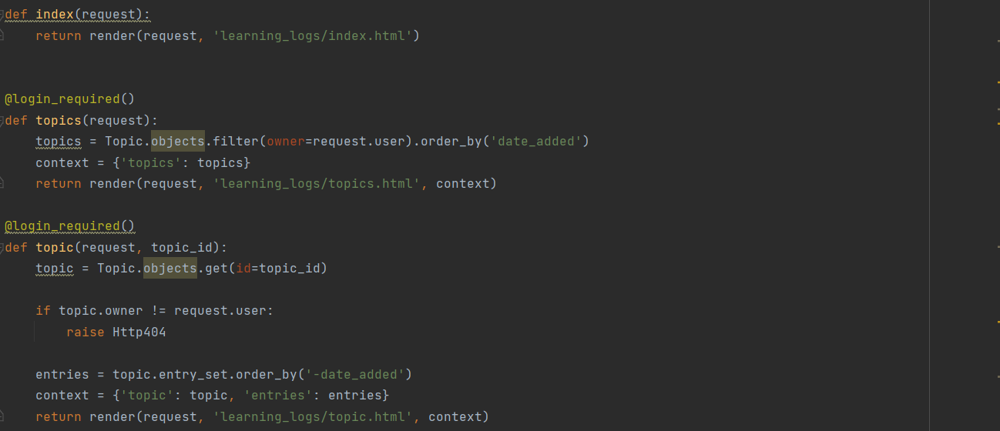 def index(request):
    return render(request, 'learning_logs/index.html')
@login_required()
def topics(request):
    topics = Topic.objects.filter(owner=request.user).order_by('date_added')
    context = {'topics': topics}
    return render(request, 'learning_logs/topics.html', context)
@login_required()
def topic(request, topic_id):
    topic = Topic.objects.get(id=topic_id)
    if topic.owner != request.user:
        raise Http404
    entries = topic.entry_set.order_by('-date_added')
    context = {'topic': topic, 'entries': entries}
    return render(request, 'learning_logs/topic.html', context)